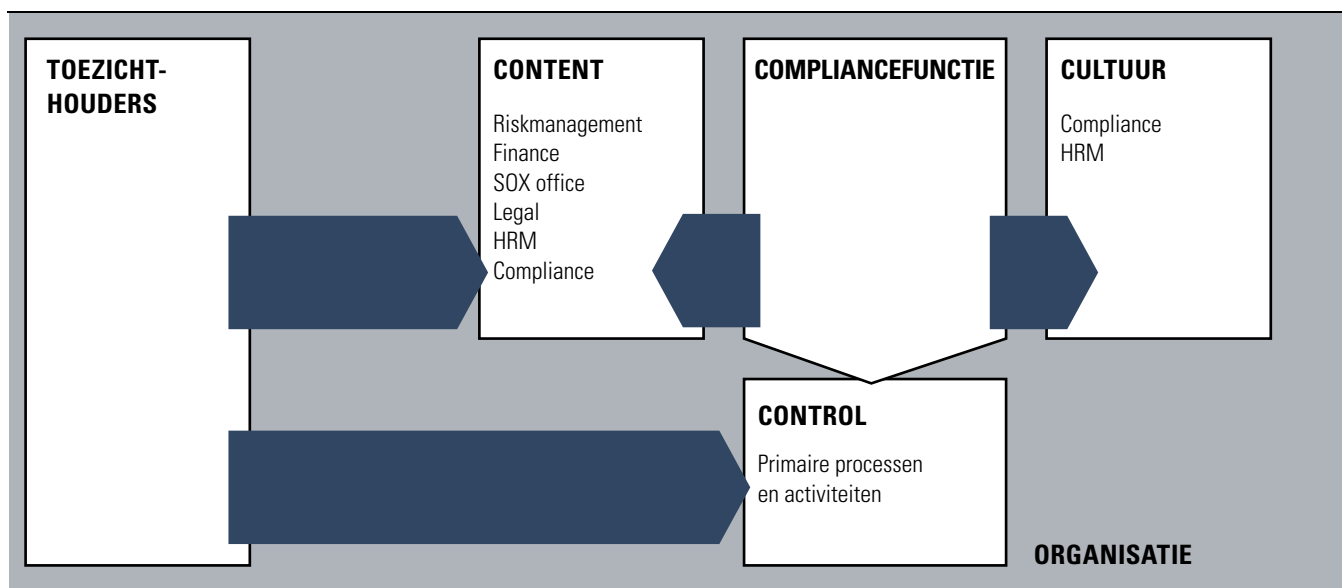 TOEZICHT-
HOUDERS
CONTENT
Riskmanagement
Finance
SOX office
Legal
HRM
Compliance
COMPLIANCEFUNCTIE
CULTUUR
Compliance
HRM
CONTROL
Primaire processen
en activiteiten
ORGANISATIE